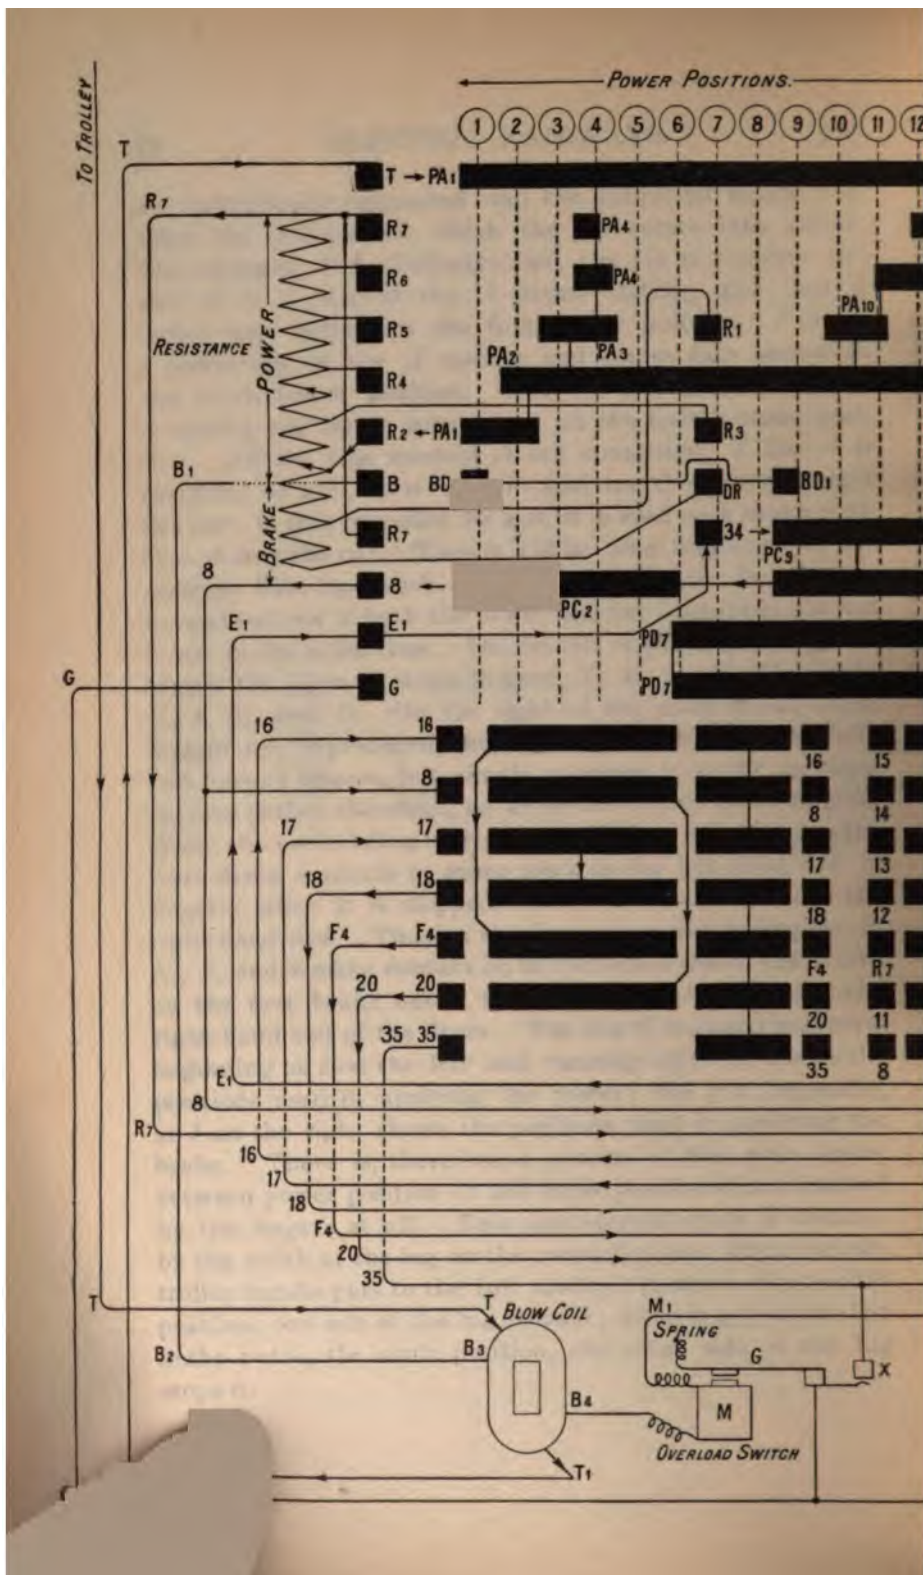 POWER POSITIONS.
TO TROLLEY
1 2 3 4 5 6 7 8 9 10 11 12
T T PA1
R7 R7 PA4
R6 PA4
R5 PA3 R1 PA10
RESISTANCE POWER
R4 PA2
R2 PA1 R3
B1 B BD DR BD1
BRAKE R7 34
8 8 PC2 PC9
E1 E1 PD7
G G PD7
16 16 16 15
8 8 14
17 17 17 13
18 18 18 12
F4 F4 F4 R7
20 20 20 11
35 35 35 8
E1
8
R7
16
17
18
F4
20
35
T T BLOW COIL M1
SPRING
B2 B3 G X
B4 M
OVERLOAD SWITCH
T1